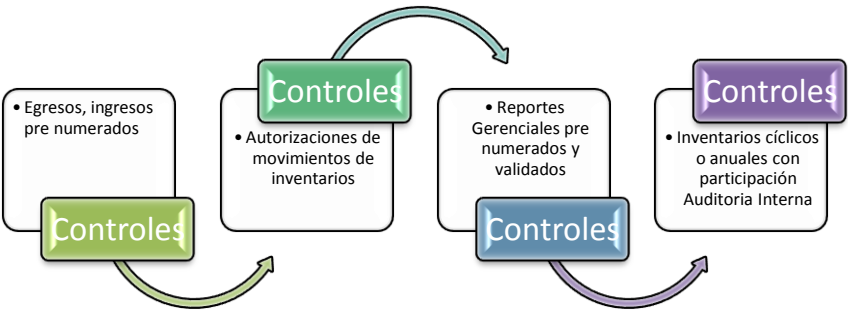 • Egresos, ingresos
pre numerados
Controles
Controles
• Autorizaciones de
movimientos de
inventarios
• Reportes
Gerenciales pre
numerados y
validados
Controles
Controles
• Inventarios cíclicos
o anuales con
participación
Auditoria Interna